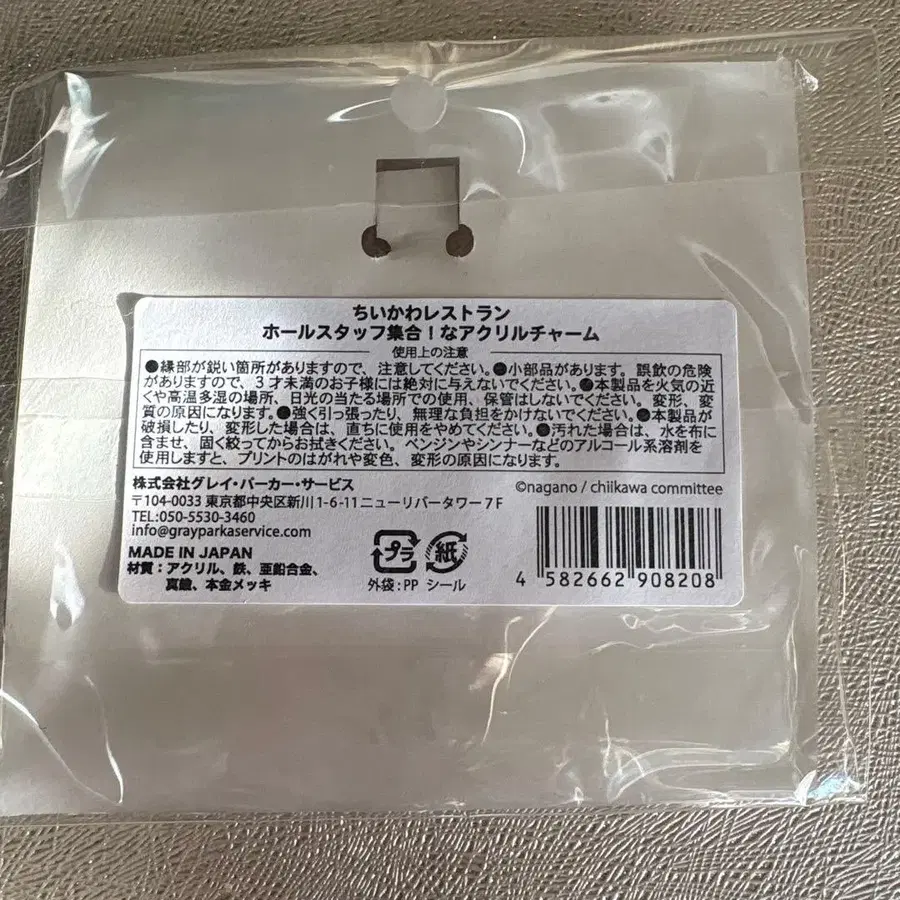 ちいかわレストラン
ホールスタッフ集合!なアクリルチャーム
使用上の注意
●縁部が鋭い箇所がありますので、注意してください。●小部品があります。誤飲の危険
がありますので、3才未満のお子様には絶対に与えないでください。●本製品を火気の近
くや高温多湿の場所、日光の当たる場所での使用、保管はしないでください。変形、変
質の原因になります。●強く引っ張ったり、無理な負担をかけないでください。●本製品が
破損したり、変形した場合は、直ちに使用をやめてください。●汚れた場合は、水を布に
含ませ、固く絞ってからお拭きください。ベンジンやシンナーなどのアルコール系溶剤を
使用しますと、プリントのはがれや変色、変形の原因になります。
株式会社グレイ・パーカー・サービス
〒104-0033 東京都中央区新川1-6-11ニューリバータワー7F
TEL:050-5530-3460
info@grayparkaservice.com
©nagano / chiikawa committee
MADE IN JAPAN
材質:アクリル、鉄、亜鉛合金、
真鍮、本金メッキ
プラ 紙
外袋:PP シール
4 582662 908208